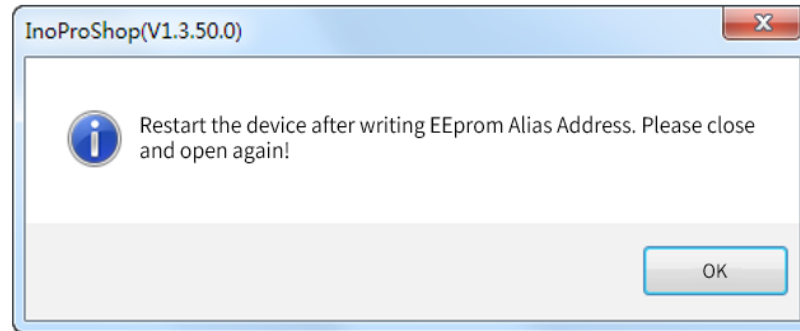 InoProShop(V1.3.50.0)
Restart the device after writing EEprom Alias Address. Please close
and open again!
OK